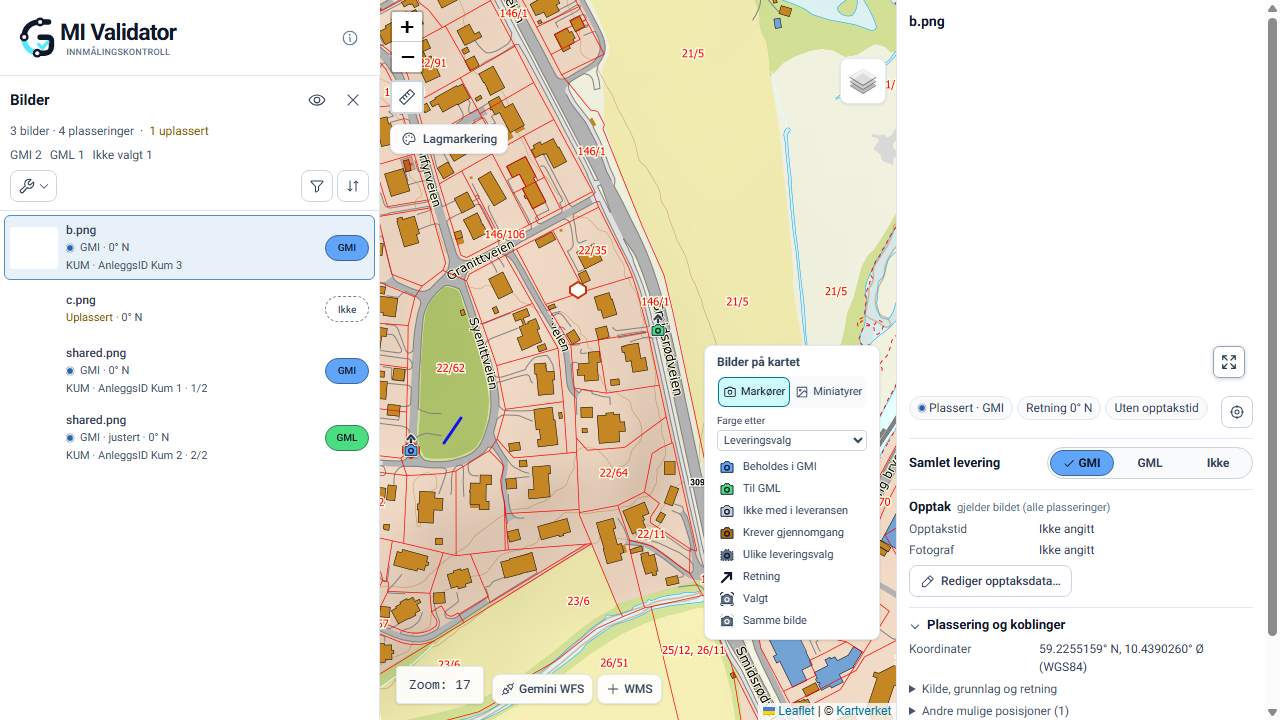 MI Validator
INNMÅLINGSKONTROLL
Bilder
3 bilder · 4 plasseringer · 1 uplassert
GMI 2 GML 1 Ikke valgt 1
b.png
GMI · 0° N
KUM · AnleggsID Kum 3
GMI
c.png
Uplassert · 0° N
Ikke
shared.png
GMI · 0° N
KUM · AnleggsID Kum 1 · 1/2
GMI
shared.png
GMI · justert · 0° N
KUM · AnleggsID Kum 2 · 2/2
GML
+
−
Lagmarkering
146/1
22/91
21/5
146/1
146/106
Granittveien
22/35
146/1
21/5
21/5
Syenittveien
veien
22/62
22/64
309
22/11
23/6
23/6
25/12, 26/11
26/51
Zoom: 17
Gemini WFS
WMS
Bilder på kartet
Markører
Miniatyrer
Farge etter
Leveringsvalg
Beholdes i GMI
Til GML
Ikke med i leveransen
Krever gjennomgang
Ulike leveringsvalg
Retning
Valgt
Samme bilde
Leaflet | © Kartverket
b.png
Plassert · GMI
Retning 0° N
Uten opptakstid
Samlet levering
GMI
GML
Ikke
Opptak gjelder bildet (alle plasseringer)
Opptakstid Ikke angitt
Fotograf Ikke angitt
Rediger opptaksdata...
Plassering og koblinger
Koordinater 59.2255159° N, 10.4390260° Ø
(WGS84)
Kilde, grunnlag og retning
Andre mulige posisjoner (1)